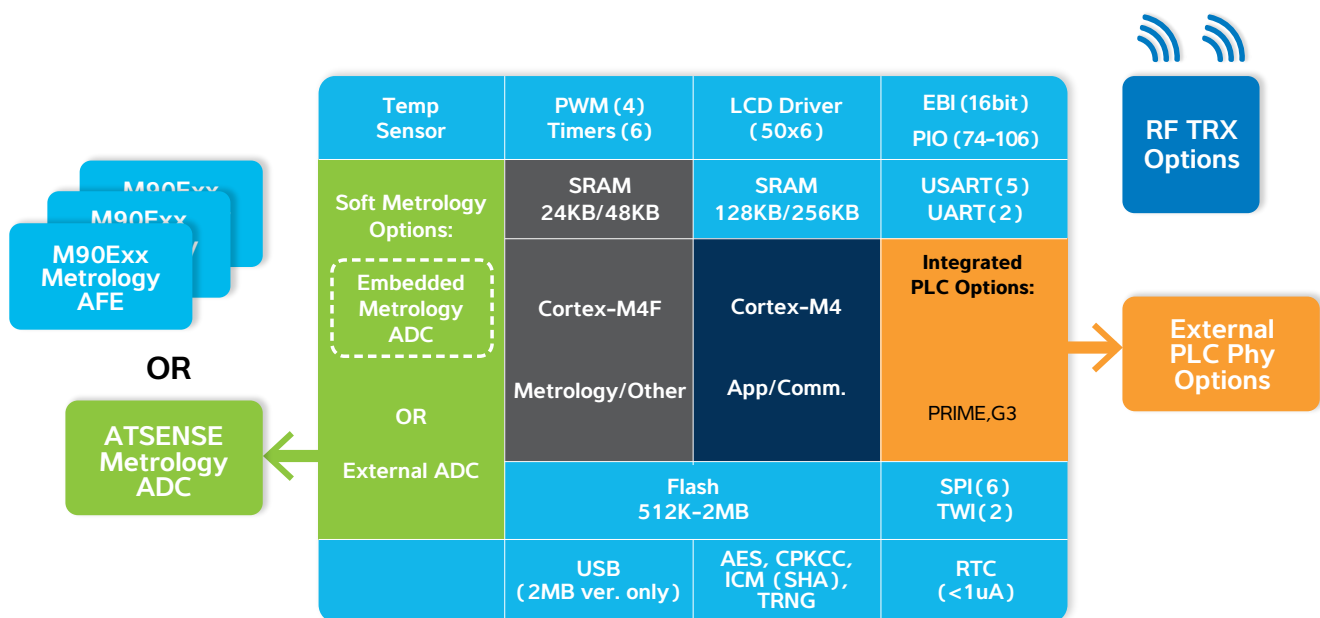 Temp
Sensor
PWM (4)
Timers (6)
LCD Driver
(50x6)
EBI (16bit)
PIO (74-106)
RF TRX
Options
M90Exx
M90Exx
M90Exx
Metrology
AFE
OR
ATSENSE
Metrology
ADC
Soft Metrology
Options:
Embedded
Metrology
ADC
OR
External ADC
SRAM
24KB/48KB
SRAM
128KB/256KB
USART(5)
UART(2)
Cortex-M4F
Metrology/Other
Cortex-M4
App/Comm.
Integrated
PLC Options:
PRIME,G3
External
PLC Phy
Options
Flash
512K-2MB
SPI(6)
TWI(2)
USB
(2MB ver. only)
AES, CPKCC,
ICM (SHA),
TRNG
RTC
(<1uA)